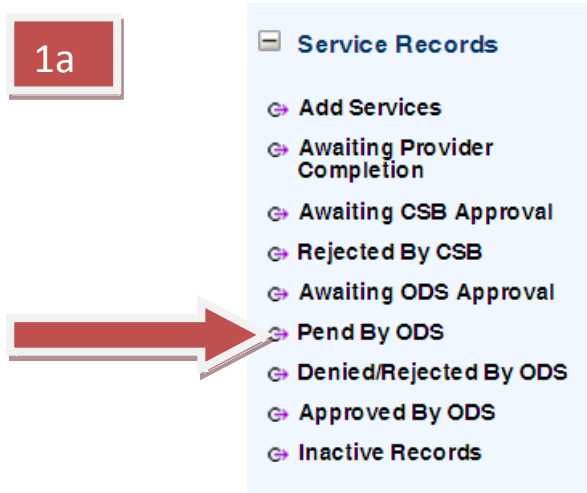 1a
Service Records
Add Services
Awaiting Provider
Completion
Awaiting CSB Approval
Rejected By CSB
Awaiting ODS Approval
Pend By ODS
Denied/Rejected By ODS
Approved By ODS
Inactive Records